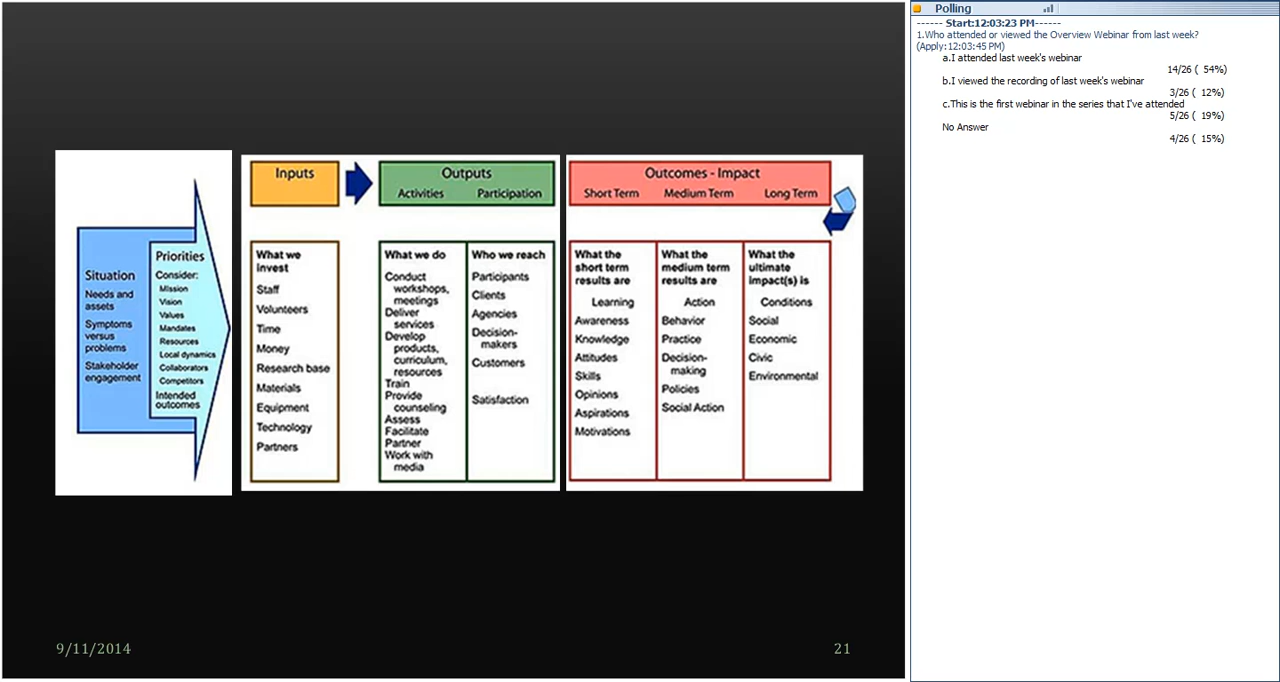 Situation
Needs and
assets
Symptoms
versus
problems
Stakeholder
engagement
Priorities
Consider:
Mission
Vision
Values
Mandates
Resources
Local dynamics
Collaborators
Competitors
Intended
outcomes
Inputs
What we
invest
Staff
Volunteers
Time
Money
Research base
Materials
Equipment
Technology
Partners
Outputs
Activities Participation
What we do
Conduct
workshops,
meetings
Deliver
services
Develop
products,
curriculum,
resources
Train
Provide
counseling
Assess
Facilitate
Partner
Work with
media
Who we reach
Participants
Clients
Agencies
Decision-
makers
Customers
Satisfaction
Outcomes - Impact
Short Term Medium Term Long Term
What the
short term
results are
Learning
Awareness
Knowledge
Attitudes
Skills
Opinions
Aspirations
Motivations
What the
medium term
results are
Action
Behavior
Practice
Decision-
making
Policies
Social Action
What the
ultimate
impact(s) is
Conditions
Social
Economic
Civic
Environmental
9/11/2014
21
Polling
------ Start:12:03:23 PM------
1.Who attended or viewed the Overview Webinar from last week?
(Apply:12:03:45 PM)
a.I attended last week's webinar
14/26 ( 54%)
b.I viewed the recording of last week's webinar
3/26 ( 12%)
c.This is the first webinar in the series that I've attended
5/26 ( 19%)
No Answer
4/26 ( 15%)